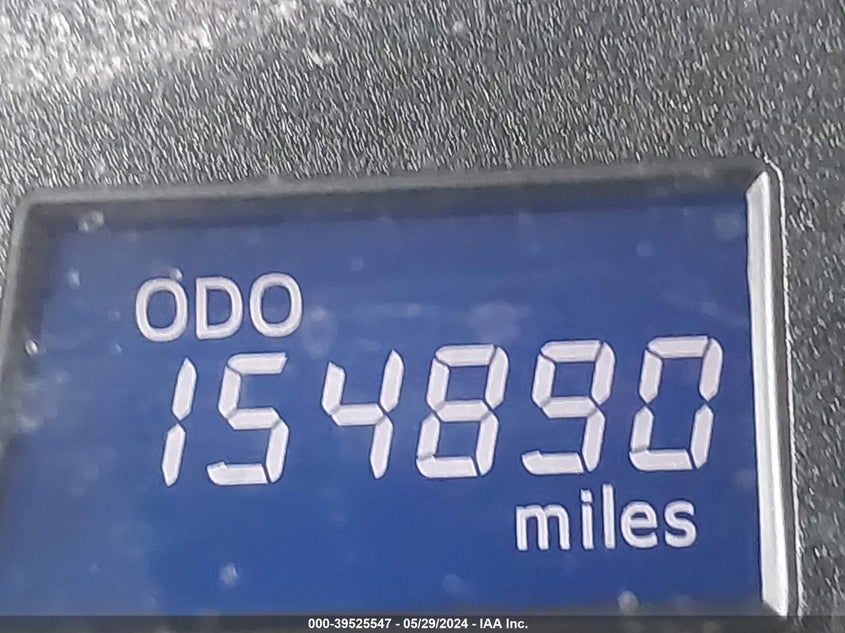 ODO
154890
miles
000-39525547 - 05/29/2024 - IAA Inc.